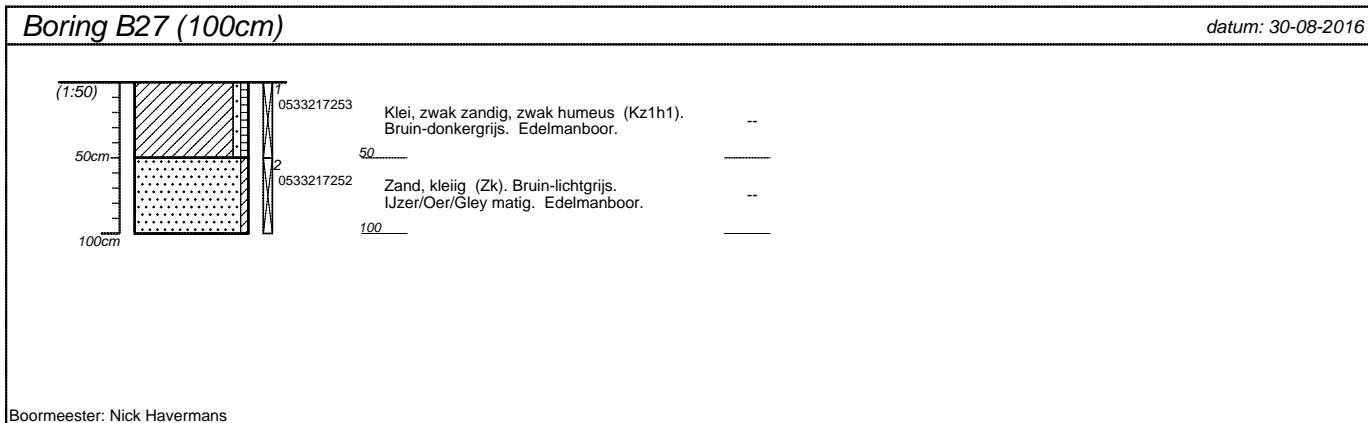 Boring B27 (100cm)
datum: 30-08-2016
(1:50)
1
0533217253
Klei, zwak zandig, zwak humeus (Kz1h1).
Bruin-donkergrijs. Edelmanboor.
--
50cm
50
2
0533217252
Zand, kleiig (Zk). Bruin-lichtgrijs.
IJzer/Oer/Gley matig. Edelmanboor.
--
100cm
100
Boormeester: Nick Havermans